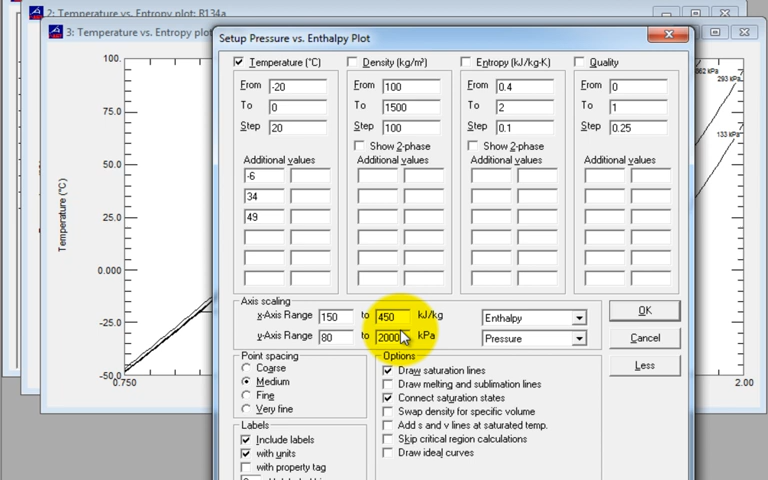 2: Temperature vs. Entropy plot: R134a
3: Temperature vs. Entropy plot
Setup Pressure vs. Enthalpy Plot
Temperature (°C)
Density (kg/m³)
Entropy (kJ/kg-K)
Quality
From -20
From 100
From 0.4
From 0
To 0
To 1500
To 2
To 1
Step 20
Step 100
Step 0.1
Step 0.25
Show 2-phase
Show 2-phase
Additional values
Additional values
Additional values
Additional values
-6
34
49
Axis scaling
x-Axis Range 150 to 450 kJ/kg Enthalpy
y-Axis Range 80 to 2000 kPa Pressure
OK
Cancel
Less
Point spacing
Coarse
Medium
Fine
Very fine
Options
Draw saturation lines
Draw melting and sublimation lines
Connect saturation states
Swap density for specific volume
Add s and v lines at saturated temp.
Skip critical region calculations
Draw ideal curves
Labels
Include labels
with units
with property tag
Temperature (°C)
100.
75.0
50.0
25.0
0.000
-25.0
-50.0
0.750
2.00
293 kPa
133 kPa